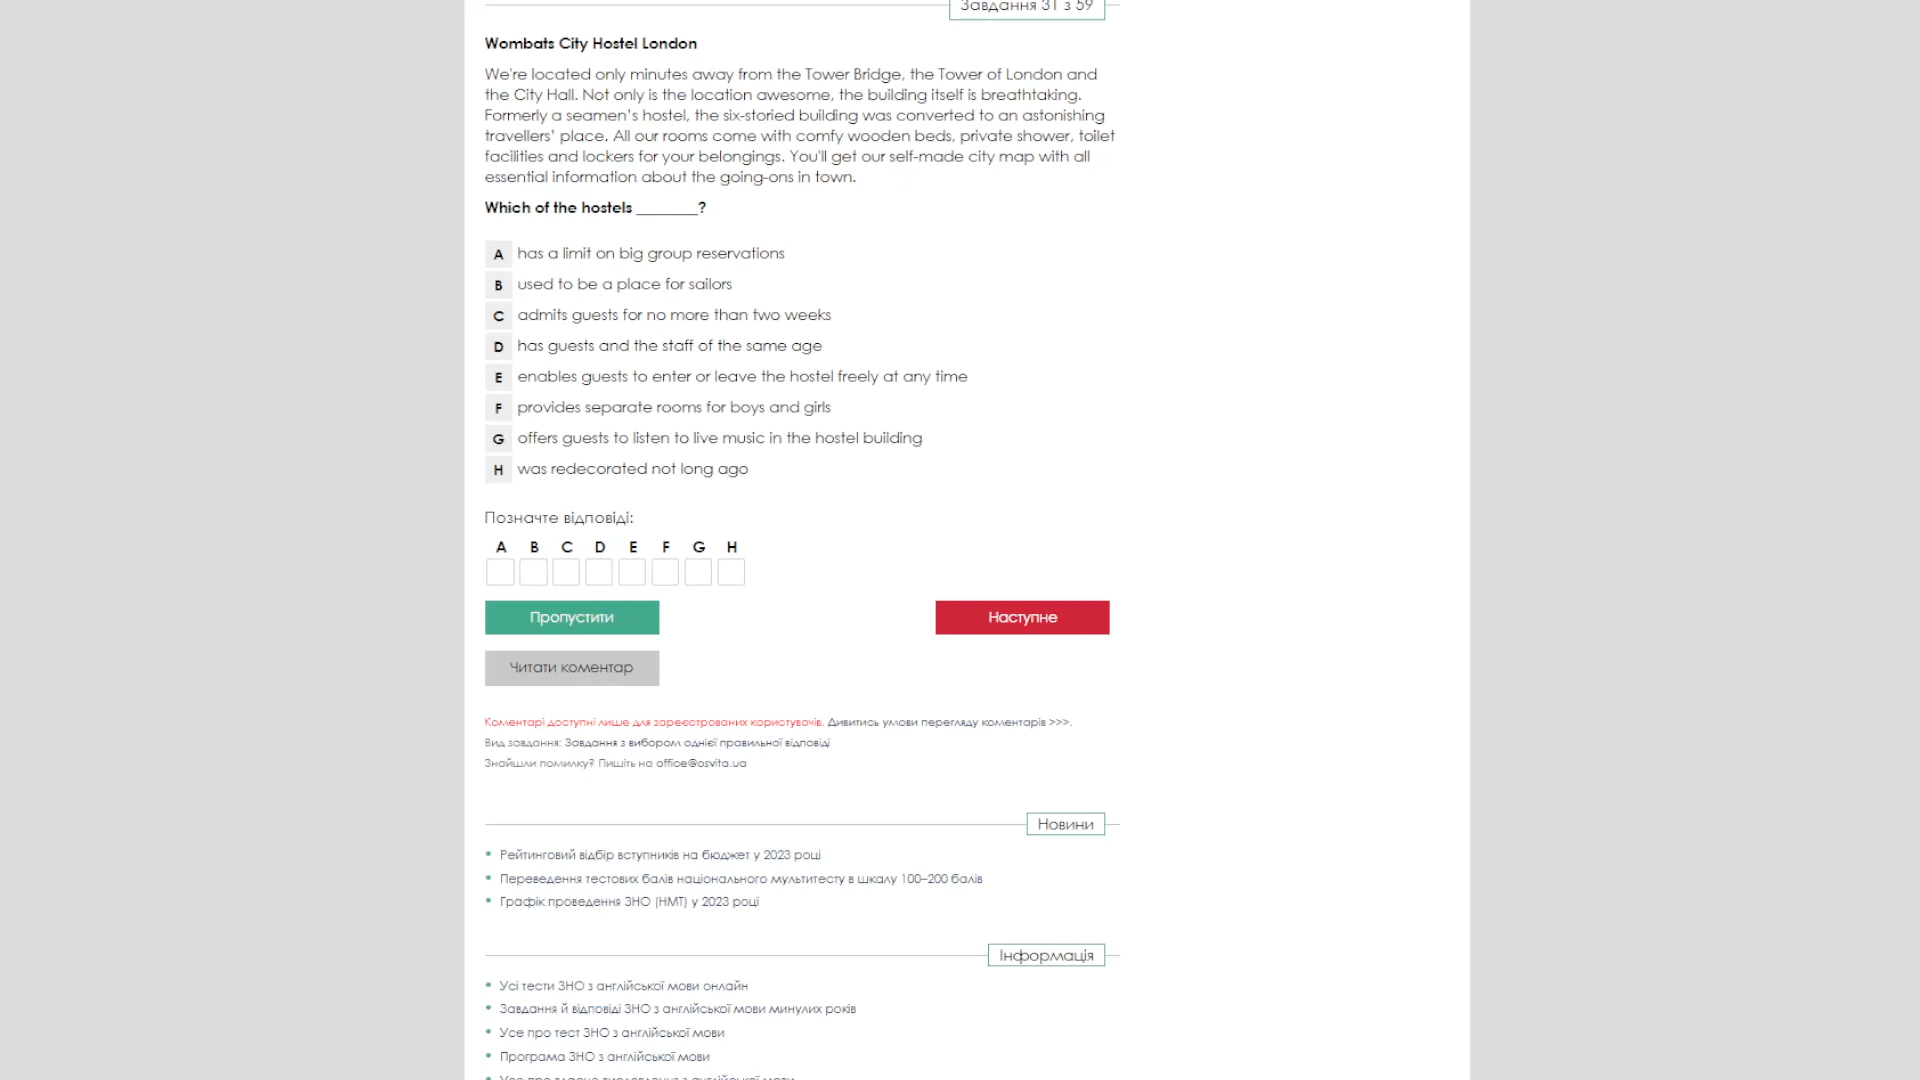 Завдання 31 з 59
Wombats City Hostel London
We're located only minutes away from the Tower Bridge, the Tower of London and
the City Hall. Not only is the location awesome, the building itself is breathtaking.
Formerly a seamen's hostel, the six-storied building was converted to an astonishing
travellers' place. All our rooms come with comfy wooden beds, private shower, toilet
facilities and lockers for your belongings. You'll get our self-made city map with all
essential information about the going-ons in town.
Which of the hostels ________?
A has a limit on big group reservations
B used to be a place for sailors
C admits guests for no more than two weeks
D has guests and the staff of the same age
E enables guests to enter or leave the hostel freely at any time
F provides separate rooms for boys and girls
G offers guests to listen to live music in the hostel building
H was redecorated not long ago
Позначте відповіді:
A B C D E F G H
Пропустити Наступне
Читати коментар
Коментарі доступні лише для зареєстрованих користувачів. Дивитись умови перегляду коментарів >>>.
Вид завдання: Завдання з вибором однієї правильної відповіді
Знайшли помилку? Пишіть на office@osvita.ua
Новини
• Рейтинговий відбір вступників на бюджет у 2023 році
• Переведення тестових балів національного мультитесту в шкалу 100–200 балів
• Графік проведення ЗНО (НМТ) у 2023 році
Інформація
• Усі тести ЗНО з англійської мови онлайн
• Завдання й відповіді ЗНО з англійської мови минулих років
• Усе про тест ЗНО з англійської мови
• Програма ЗНО з англійської мови
• Усе про власне висловлення з англійської мови